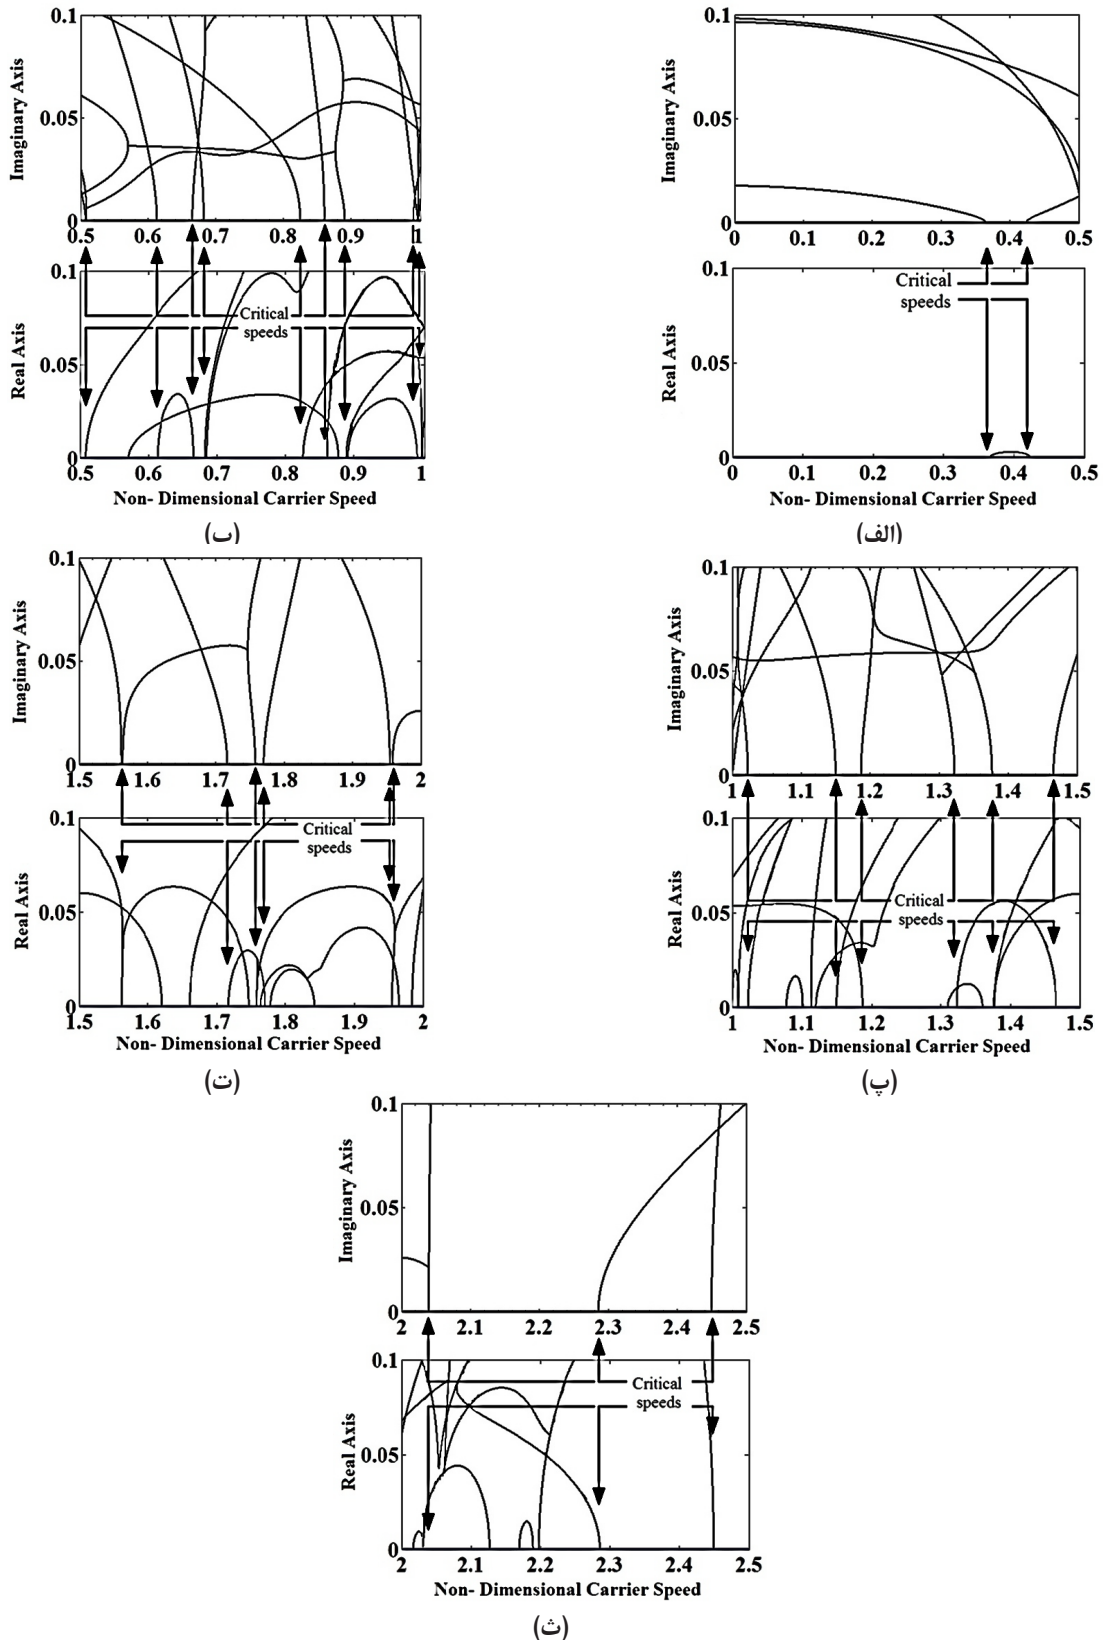 0.1
0.05
0
Imaginary Axis
0.5 0.6 0.7 0.8 0.9 1
0.1
0.05
0
Real Axis
Critical
speeds
0.5 0.6 0.7 0.8 0.9 1
Non- Dimensional Carrier Speed
(ب)
0.1
0.05
0
Imaginary Axis
0 0.1 0.2 0.3 0.4 0.5
0.1
0.05
0
Real Axis
Critical
speeds
0 0.1 0.2 0.3 0.4 0.5
Non- Dimensional Carrier Speed
(الف)
0.1
0.05
0
Imaginary Axis
1.5 1.6 1.7 1.8 1.9 2
0.1
0.05
0
Real Axis
Critical
speeds
1.5 1.6 1.7 1.8 1.9 2
Non- Dimensional Carrier Speed
(ت)
0.1
0.05
0
Imaginary Axis
1 1.1 1.2 1.3 1.4 1.5
0.1
0.05
0
Real Axis
Critical
speeds
1 1.1 1.2 1.3 1.4 1.5
Non- Dimensional Carrier Speed
(پ)
0.1
0.05
0
Imaginary Axis
2 2.1 2.2 2.3 2.4 2.5
0.1
0.05
0
Real Axis
Critical
speeds
2 2.1 2.2 2.3 2.4 2.5
Non- Dimensional Carrier Speed
(ث)